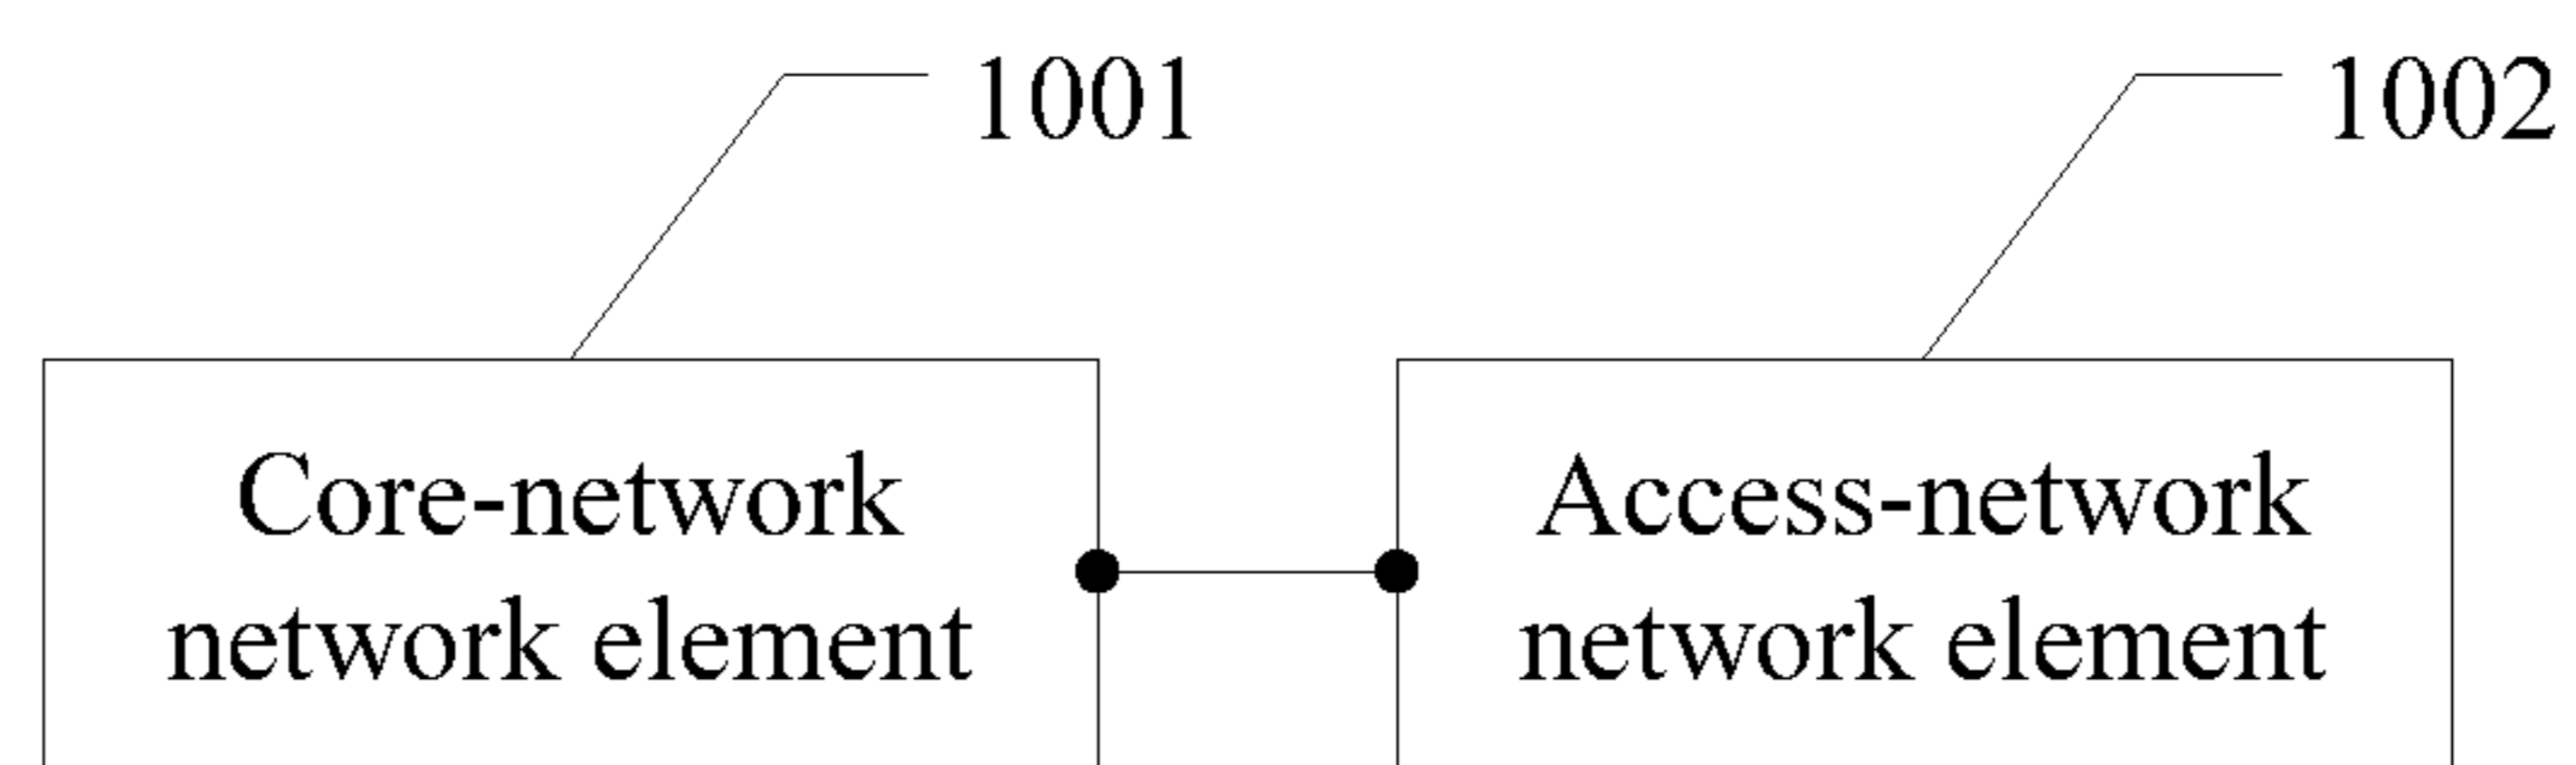 1001
1002
Core-network
network element
Access-network
network element